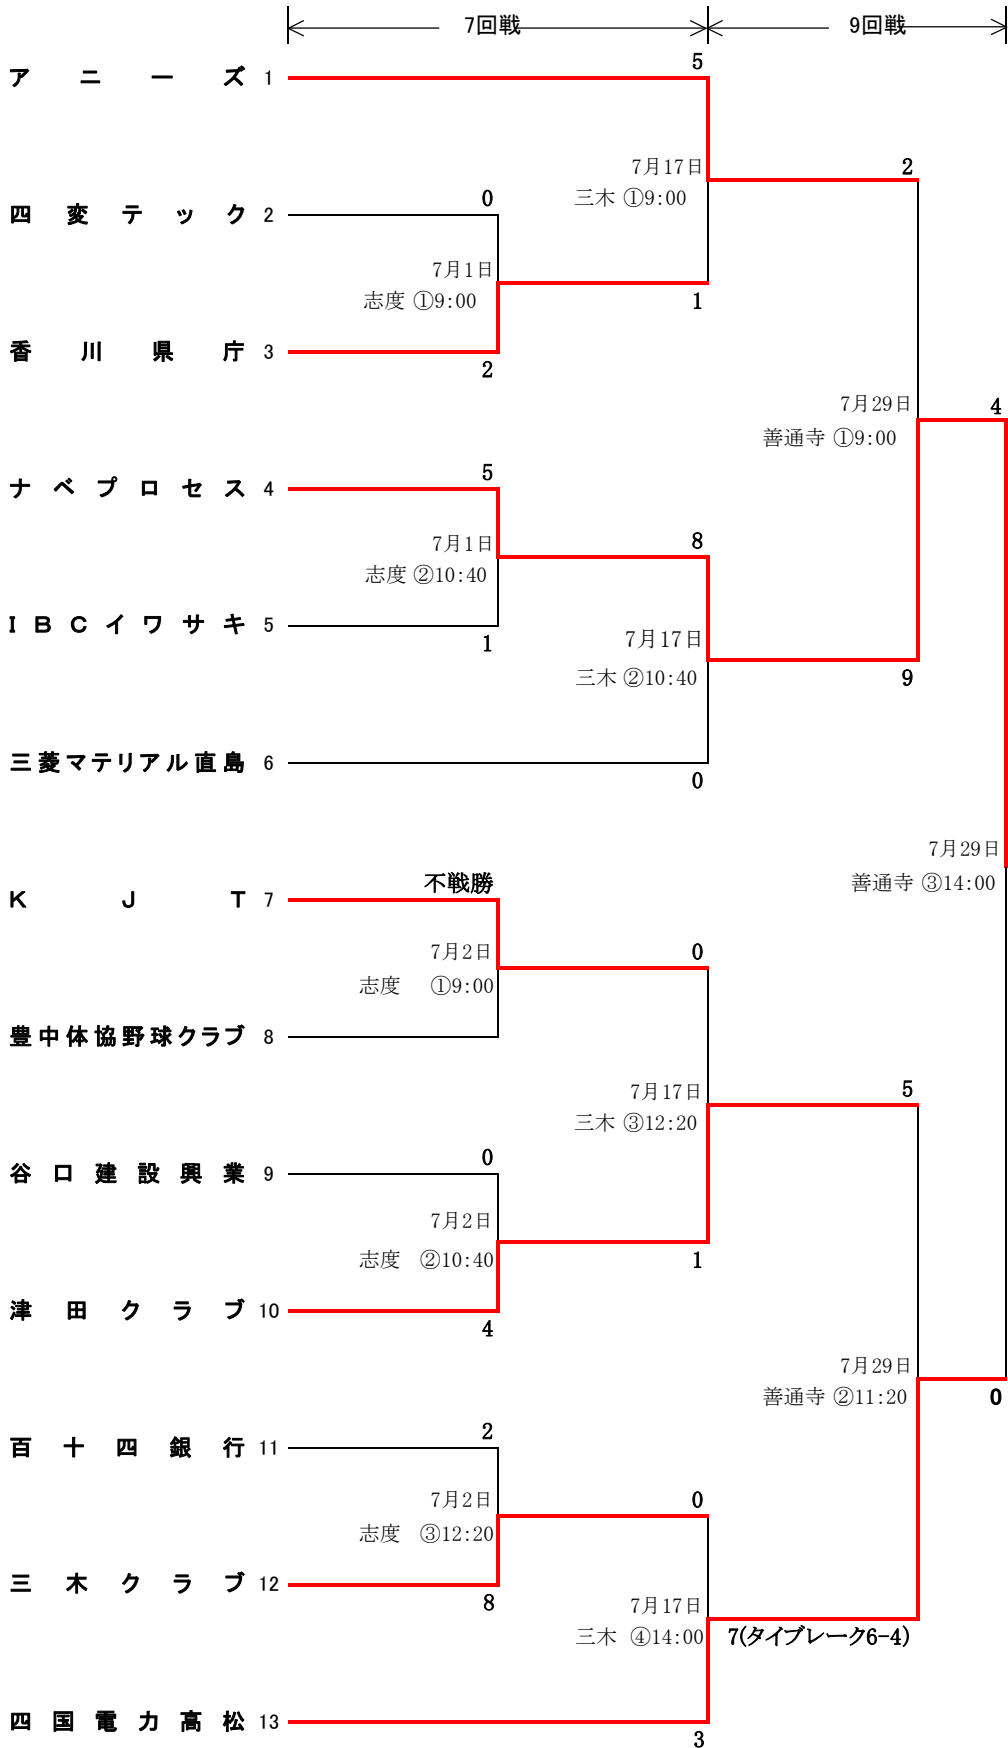 7回戦 9回戦
5
アニーズ 1
7月17日 2
三木 ①9:00
0
四変テック 2
7月1日
志度 ①9:00 1
香川県庁 3
2
7月29日 4
善通寺 ①9:00
5
ナベプロセス 4
7月1日 8
志度 ②10:40
IBCイワサキ 5
1 7月17日
三木 ②10:40 9
三菱マテリアル直島 6
0
7月29日
不戦勝 善通寺 ③14:00
KJT 7
7月2日 0
志度 ①9:00
豊中体協野球クラブ 8
7月17日 5
三木 ③12:20
0
谷口建設興業 9
7月2日
志度 ②10:40 1
津田クラブ 10
4
7月29日
善通寺 ②11:20 0
2
百十四銀行 11
7月2日 0
志度 ③12:20
三木クラブ 12
8 7月17日
三木 ④14:00 7(タイブレーク6-4)
四国電力高松 13
3